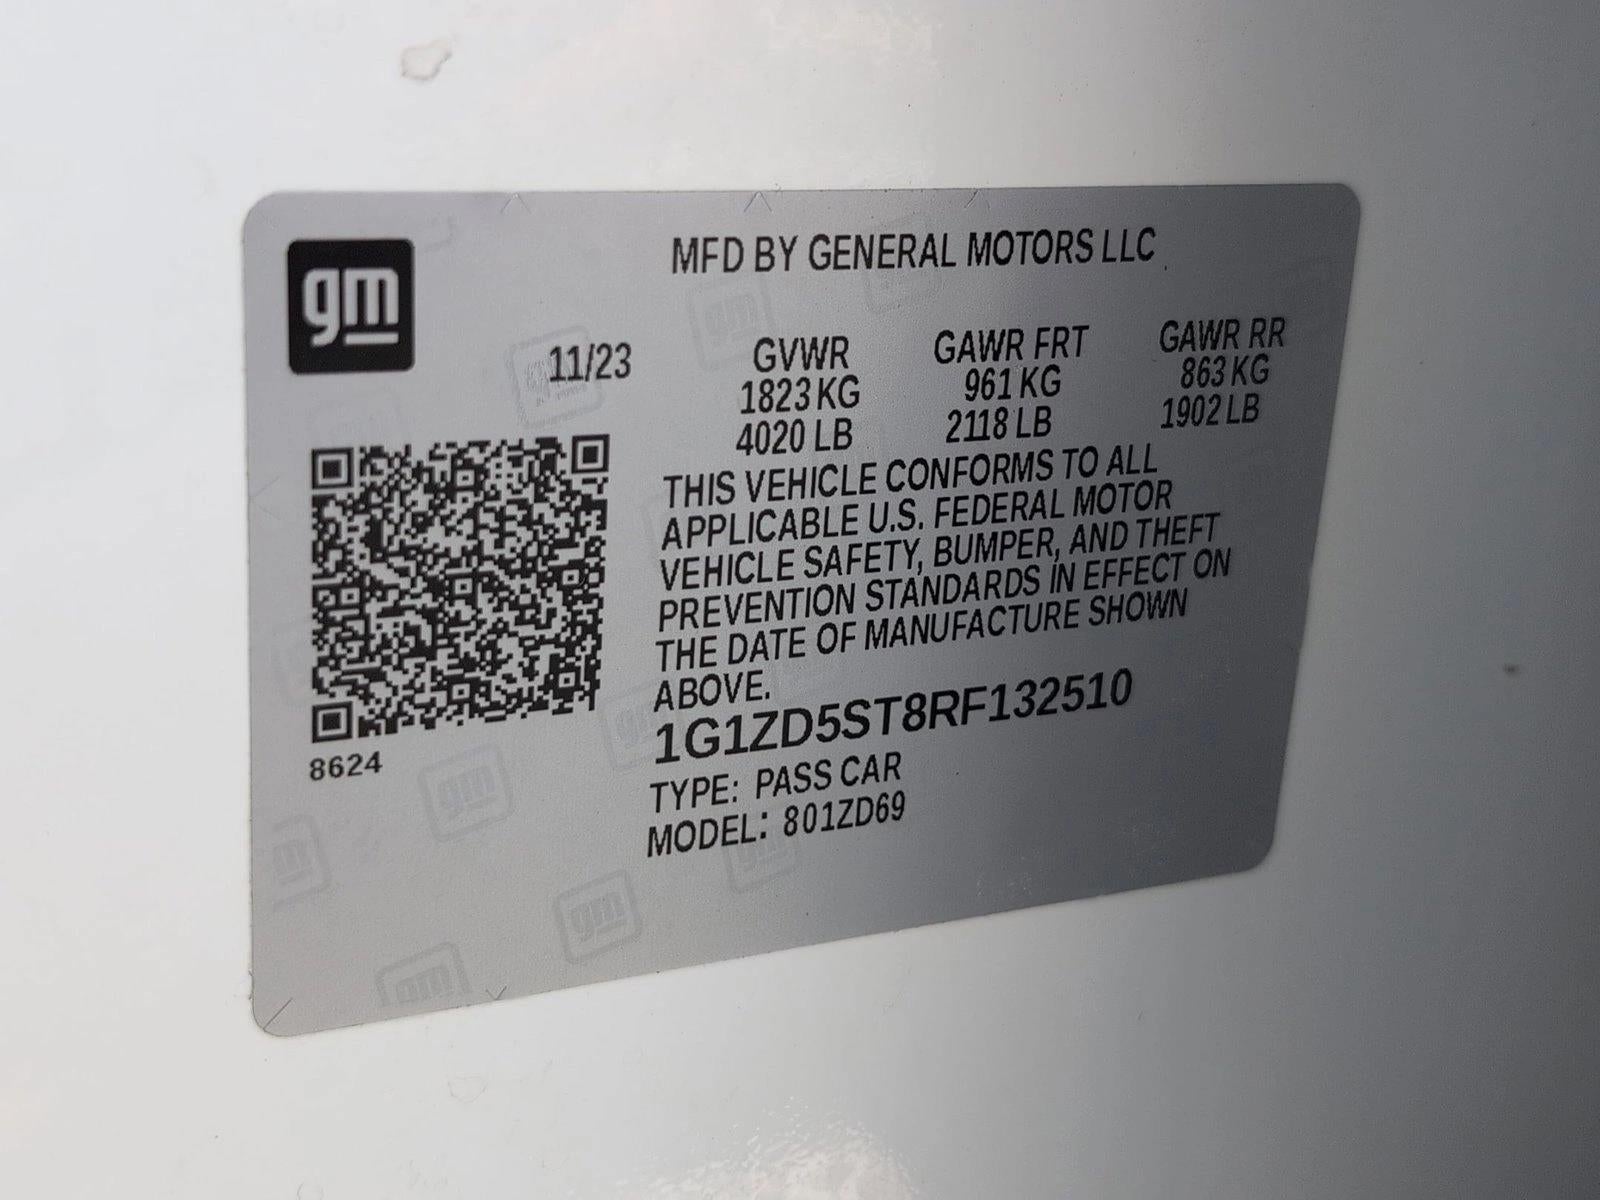 gm
MFD BY GENERAL MOTORS LLC
11/23
GVWR
1823 KG
4020 LB
GAWR FRT
961 KG
2118 LB
GAWR RR
863 KG
1902 LB
THIS VEHICLE CONFORMS TO ALL
APPLICABLE U.S. FEDERAL MOTOR
VEHICLE SAFETY, BUMPER, AND THEFT
PREVENTION STANDARDS IN EFFECT ON
THE DATE OF MANUFACTURE SHOWN
ABOVE.
1G1ZD5ST8RF132510
TYPE: PASS CAR
MODEL: 801ZD69
8624